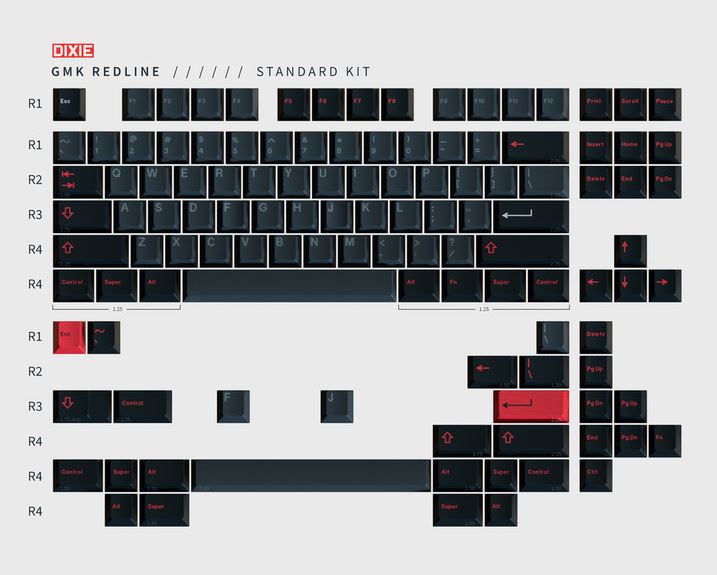 DIXIE
GMK REDLINE ////// STANDARD KIT
R1 Esc F1 F2 F3 F4 F5 F6 F7 F8 F9 F10 F11 F12 Print Scroll Pause
R1 ~ ` ! 1 @ 2 # 3 $ 4 % 5 ^ 6 & 7 * 8 ( 9 ) 0 _ - + = ← Insert Home Pg Up
R2 Q W E R T Y U I O P { [ } ] | \ Delete End Pg Dn
R3 A S D F G H J K L : ; " '
R4 Z X C V B N M < , > . ? / ↑
R4 Control Super Alt Alt Fn Super Control ← ↓ →
1.25 1.25
R1 Esc ~ ` | \ Delete
R2 ← | \ Pg Up
R3 Control F J Pg Dn Pg Up
R4 End Pg Dn Fn
R4 Control Super Alt Alt Super Control Ctrl
R4 Alt Super Super Alt